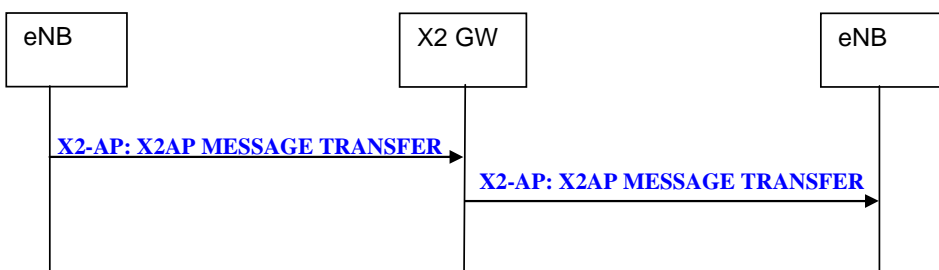 eNB
X2 GW
eNB
X2-AP: X2AP MESSAGE TRANSFER
X2-AP: X2AP MESSAGE TRANSFER